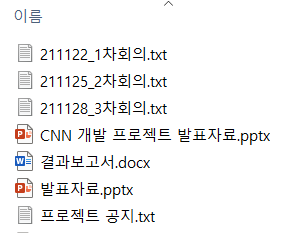 이름
211122_1차회의.txt
211125_2차회의.txt
211128_3차회의.txt
CNN 개발 프로젝트 발표자료.pptx
결과보고서.docx
발표자료.pptx
프로젝트 공지.txt